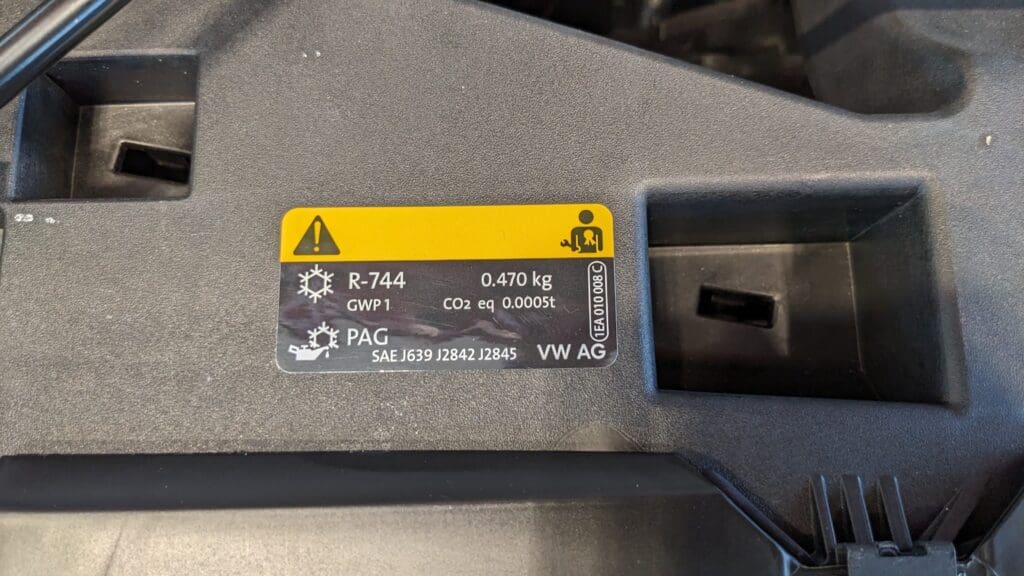 R-744 0.470 kg
GWP 1 CO2 eq 0.0005t
PAG
SAE J639 J2842 J2845 VW AG
1EA 010 008 C